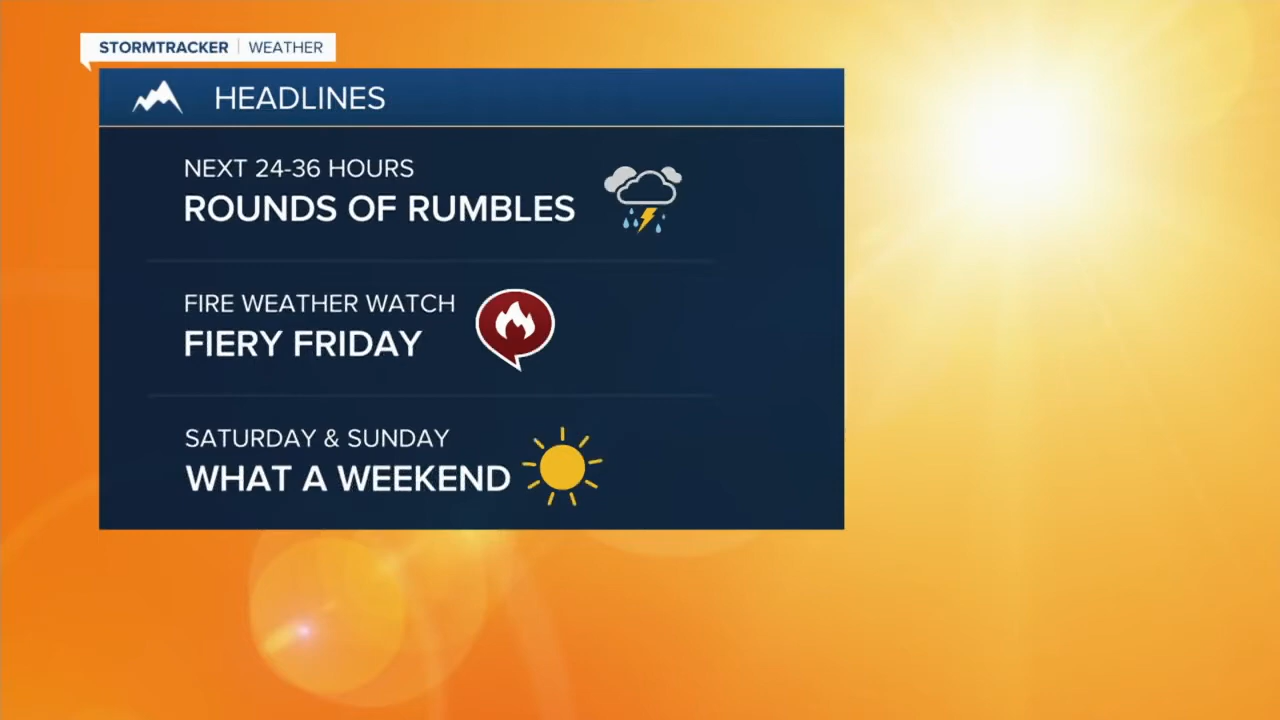 STORMTRACKER | WEATHER
HEADLINES
NEXT 24-36 HOURS
ROUNDS OF RUMBLES
FIRE WEATHER WATCH
FIERY FRIDAY
SATURDAY & SUNDAY
WHAT A WEEKEND